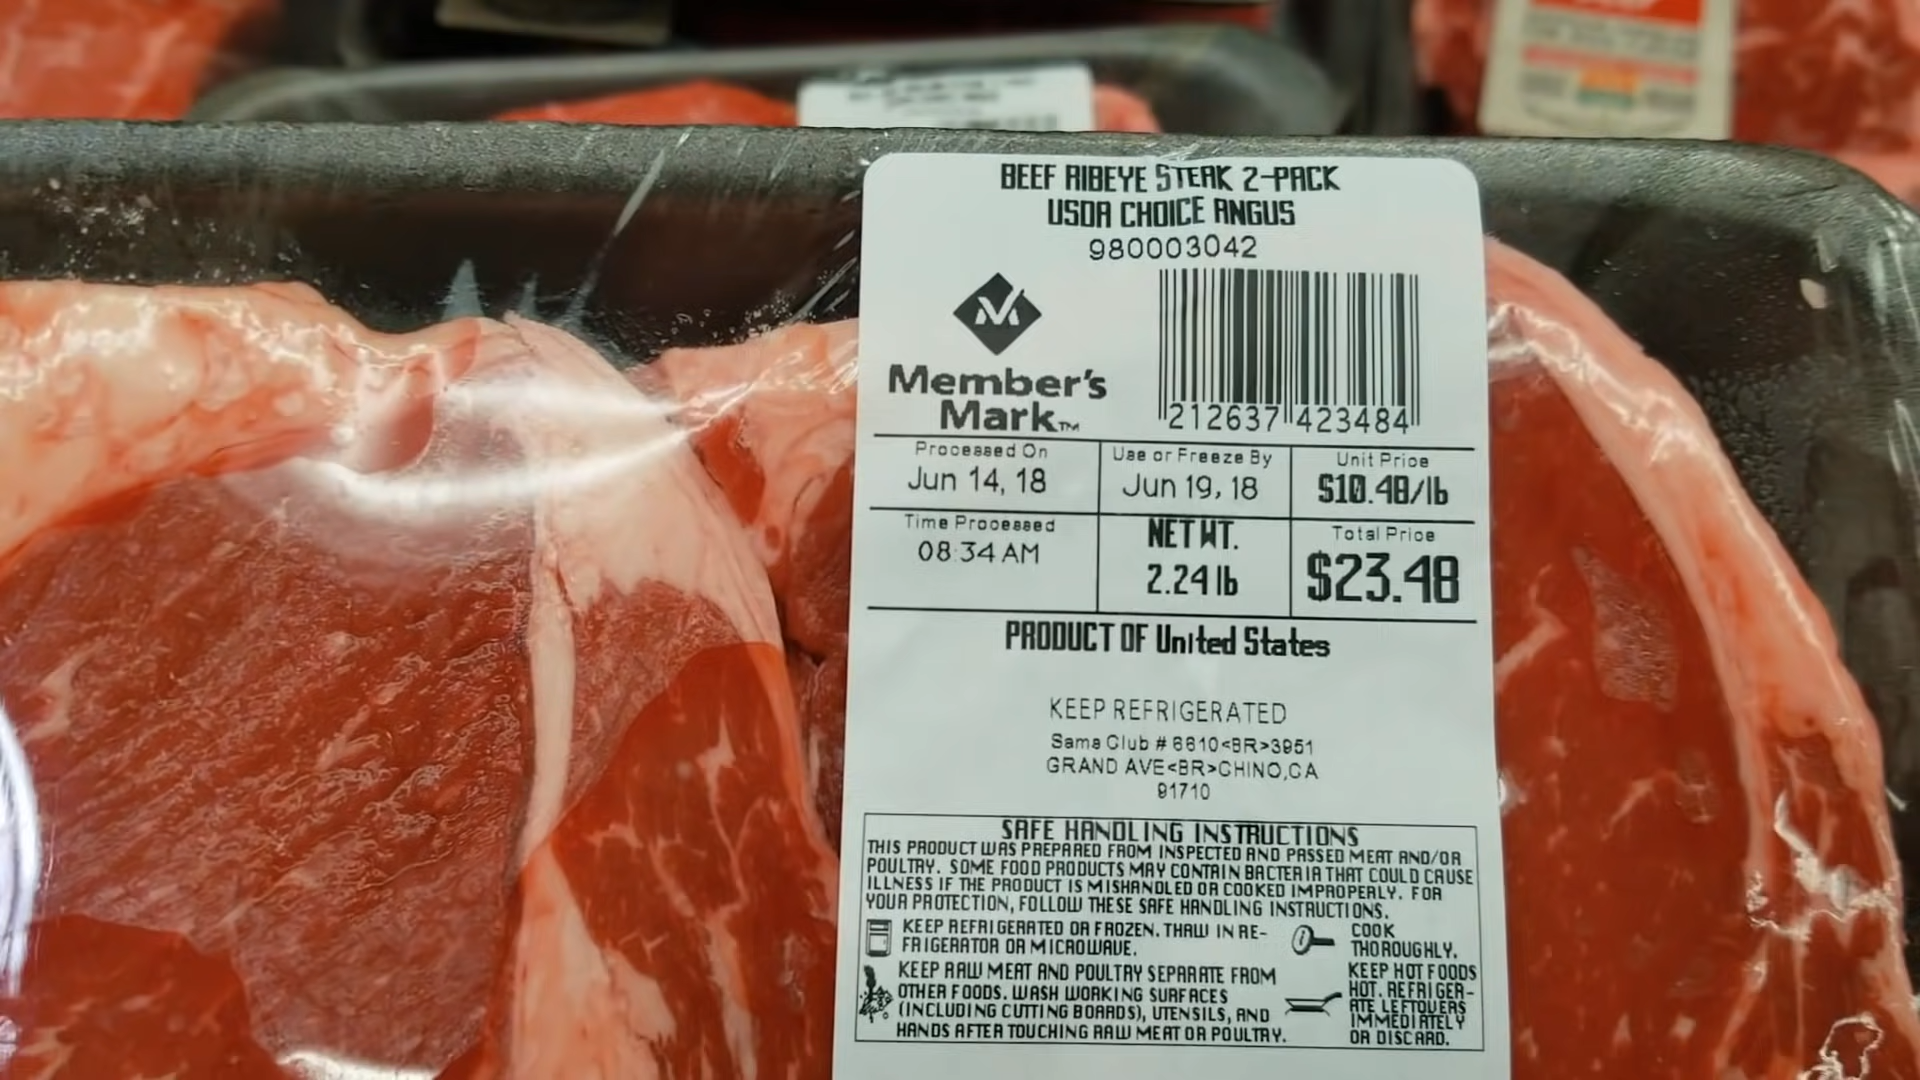 BEEF RIBEYE STEAK 2-PACK
USDA CHOICE ANGUS
980003042
Member's
Mark™
212637 423484
Processed On
Jun 14, 18
Use or Freeze By
Jun 19, 18
Unit Price
$10.48/lb
Time Processed
08:34 AM
NET WT.
2.24 lb
Total Price
$23.48
PRODUCT OF United States
KEEP REFRIGERATED
Sams Club # 6610<BR>3951
GRAND AVE<BR>CHINO,CA
91710
SAFE HANDLING INSTRUCTIONS
THIS PRODUCT WAS PREPARED FROM INSPECTED AND PASSED MEAT AND/OR
POULTRY. SOME FOOD PRODUCTS MAY CONTAIN BACTERIA THAT COULD CAUSE
ILLNESS IF THE PRODUCT IS MISHANDLED OR COOKED IMPROPERLY. FOR
YOUR PROTECTION, FOLLOW THESE SAFE HANDLING INSTRUCTIONS.
KEEP REFRIGERATED OR FROZEN. THAW IN RE-
FRIGERATOR OR MICROWAVE.
COOK
THOROUGHLY.
KEEP RAW MEAT AND POULTRY SEPARATE FROM
OTHER FOODS. WASH WORKING SURFACES
(INCLUDING CUTTING BOARDS), UTENSILS, AND
HANDS AFTER TOUCHING RAW MEAT OR POULTRY.
KEEP HOT FOODS
HOT. REFRIGER-
ATE LEFTOVERS
IMMEDIATELY
OR DISCARD.